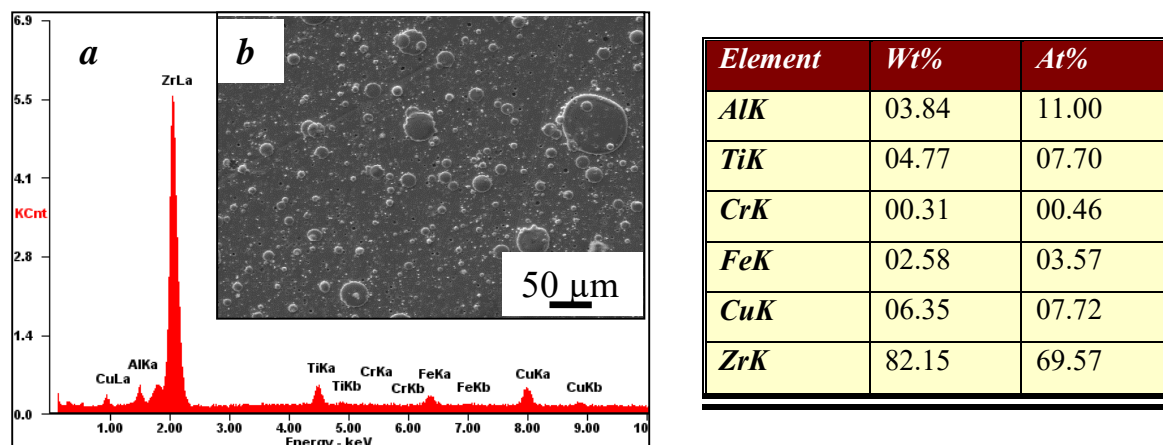 6.9
a
b
ZrLa
5.5
4.1
KCnt
2.8
50 µm
1.4
CuLa AlKa TiKa TiKb CrKa CrKb FeKa FeKb CuKa CuKb
0.0
1.00 2.00 3.00 4.00 5.00 6.00 7.00 8.00 9.00 10
Energy - keV
Element Wt% At%
AlK 03.84 11.00
TiK 04.77 07.70
CrK 00.31 00.46
FeK 02.58 03.57
CuK 06.35 07.72
ZrK 82.15 69.57